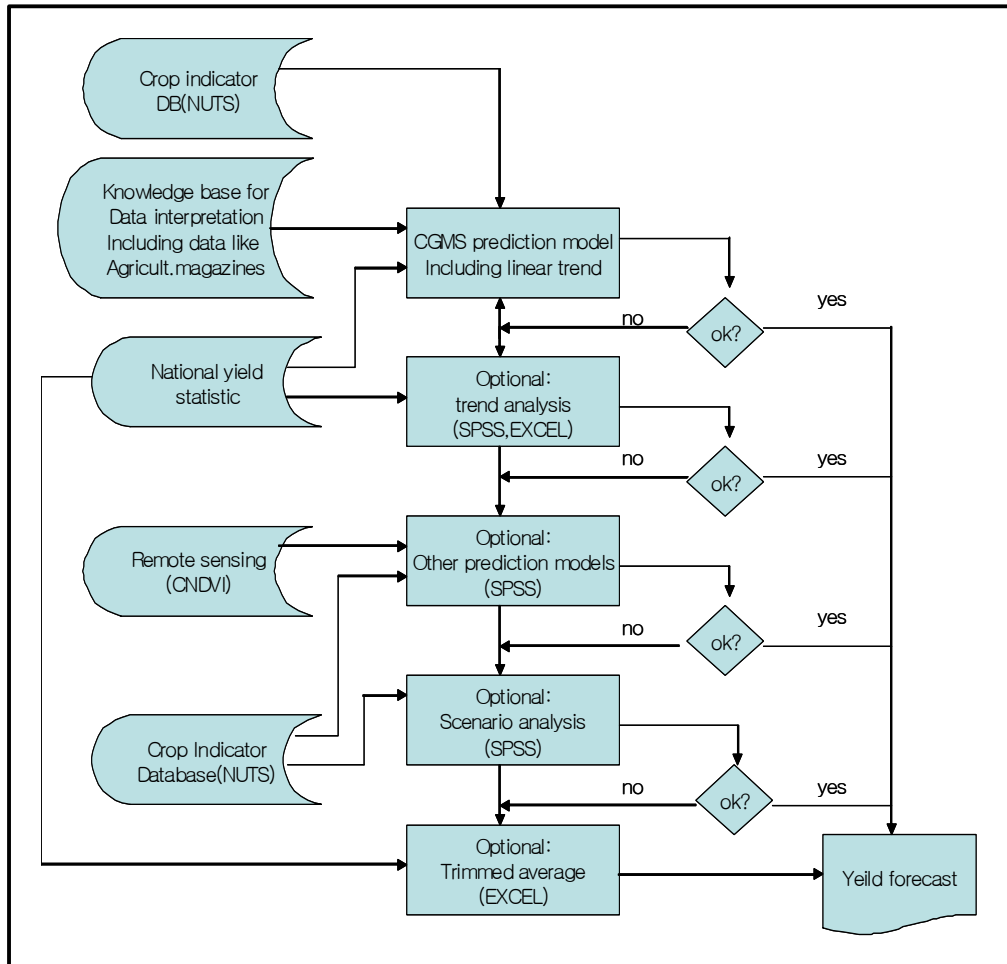 Crop indicator
DB(NUTS)
Knowledge base for
Data interpretation
Including data like
Agricult.magazines
CGMS prediction model
Including linear trend
ok?
yes
no
National yield
statistic
Optional:
trend analysis
(SPSS,EXCEL)
ok?
yes
no
Remote sensing
(CNDVI)
Optional:
Other prediction models
(SPSS)
ok?
yes
no
Crop Indicator
Database(NUTS)
Optional:
Scenario analysis
(SPSS)
ok?
yes
no
Optional:
Trimmed average
(EXCEL)
Yeild forecast